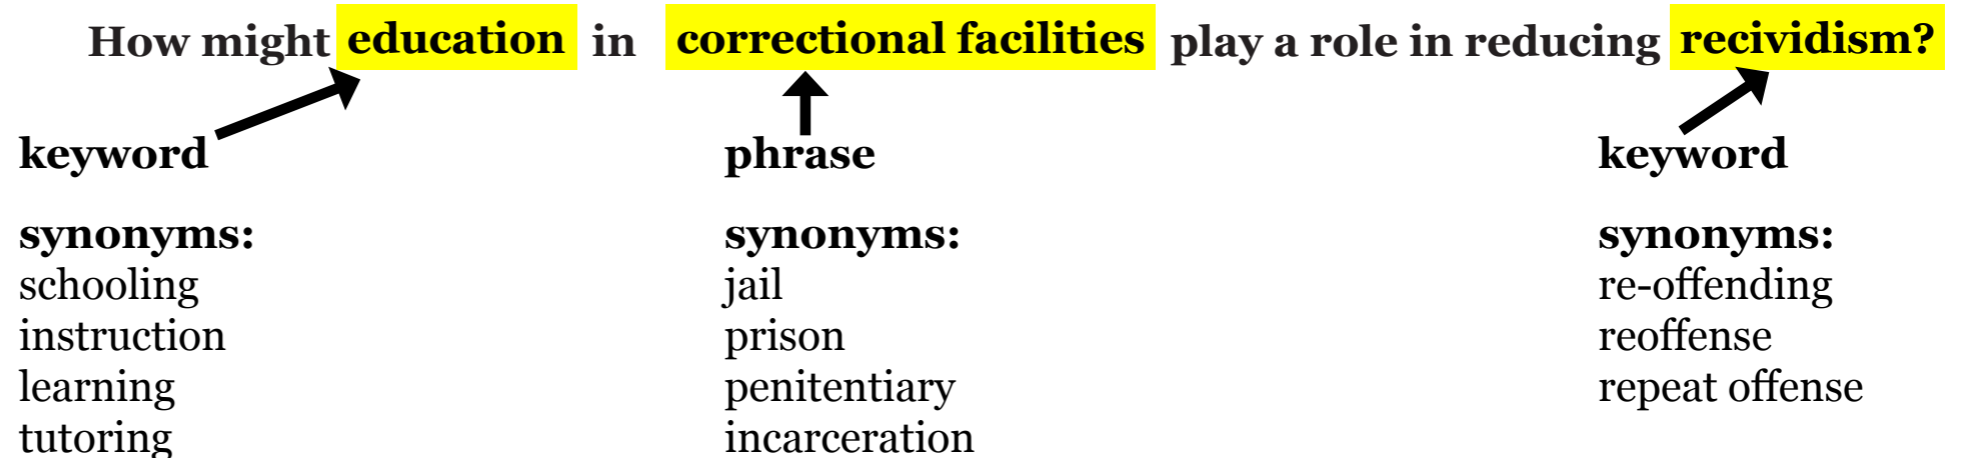 How might education in correctional facilities play a role in reducing recividism?
keyword
phrase
keyword
synonyms:
schooling
instruction
learning
tutoring
synonyms:
jail
prison
penitentiary
incarceration
synonyms:
re-offending
reoffense
repeat offense